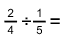 2/4 ÷ 1/5 =